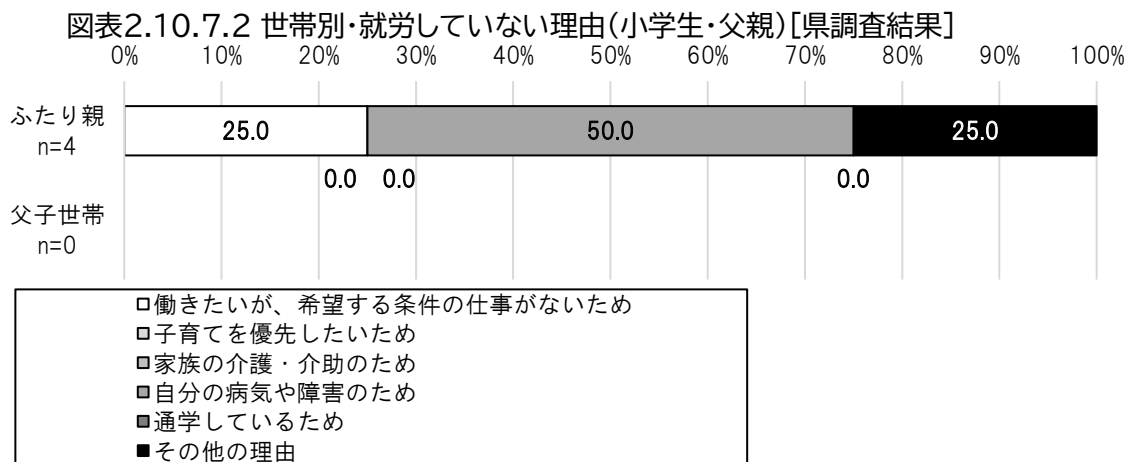 図表2.10.7.2 世帯別・就労していない理由(小学生・父親)[県調査結果]
0% 10% 20% 30% 40% 50% 60% 70% 80% 90% 100%
ふたり親
n=4
25.0 50.0 25.0
0.0 0.0 0.0
父子世帯
n=0
働きたいが、希望する条件の仕事がないため
子育てを優先したいため
家族の介護・介助のため
自分の病気や障害のため
通学しているため
その他の理由